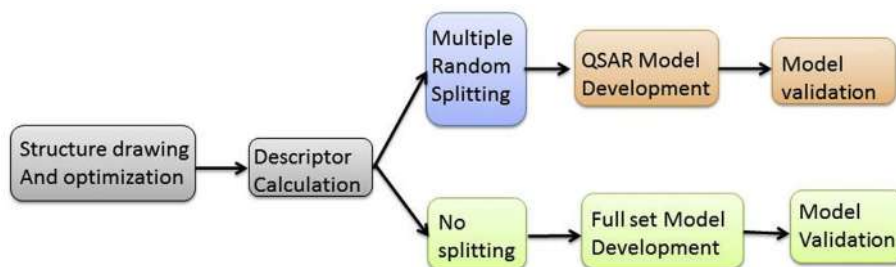 Structure drawing
And optimization
Descriptor
Calculation
Multiple
Random
Splitting
QSAR Model
Development
Model
validation
No
splitting
Full set Model
Development
Model
Validation